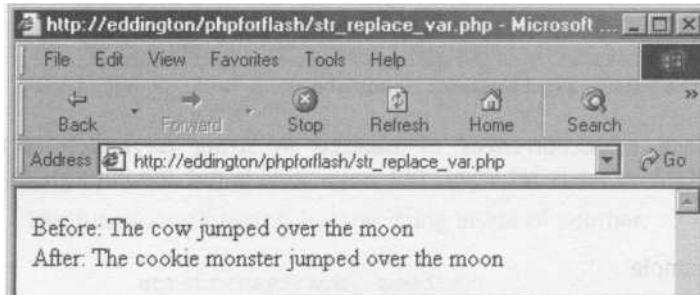 http://eddington/phpforflash/str_replace_var.php - Microsoft ...
File Edit View Favorites Tools Help
Back Forward Stop Refresh Home Search »
Address http://eddington/phpforflash/str_replace_var.php Go
Before: The cow jumped over the moon
After: The cookie monster jumped over the moon